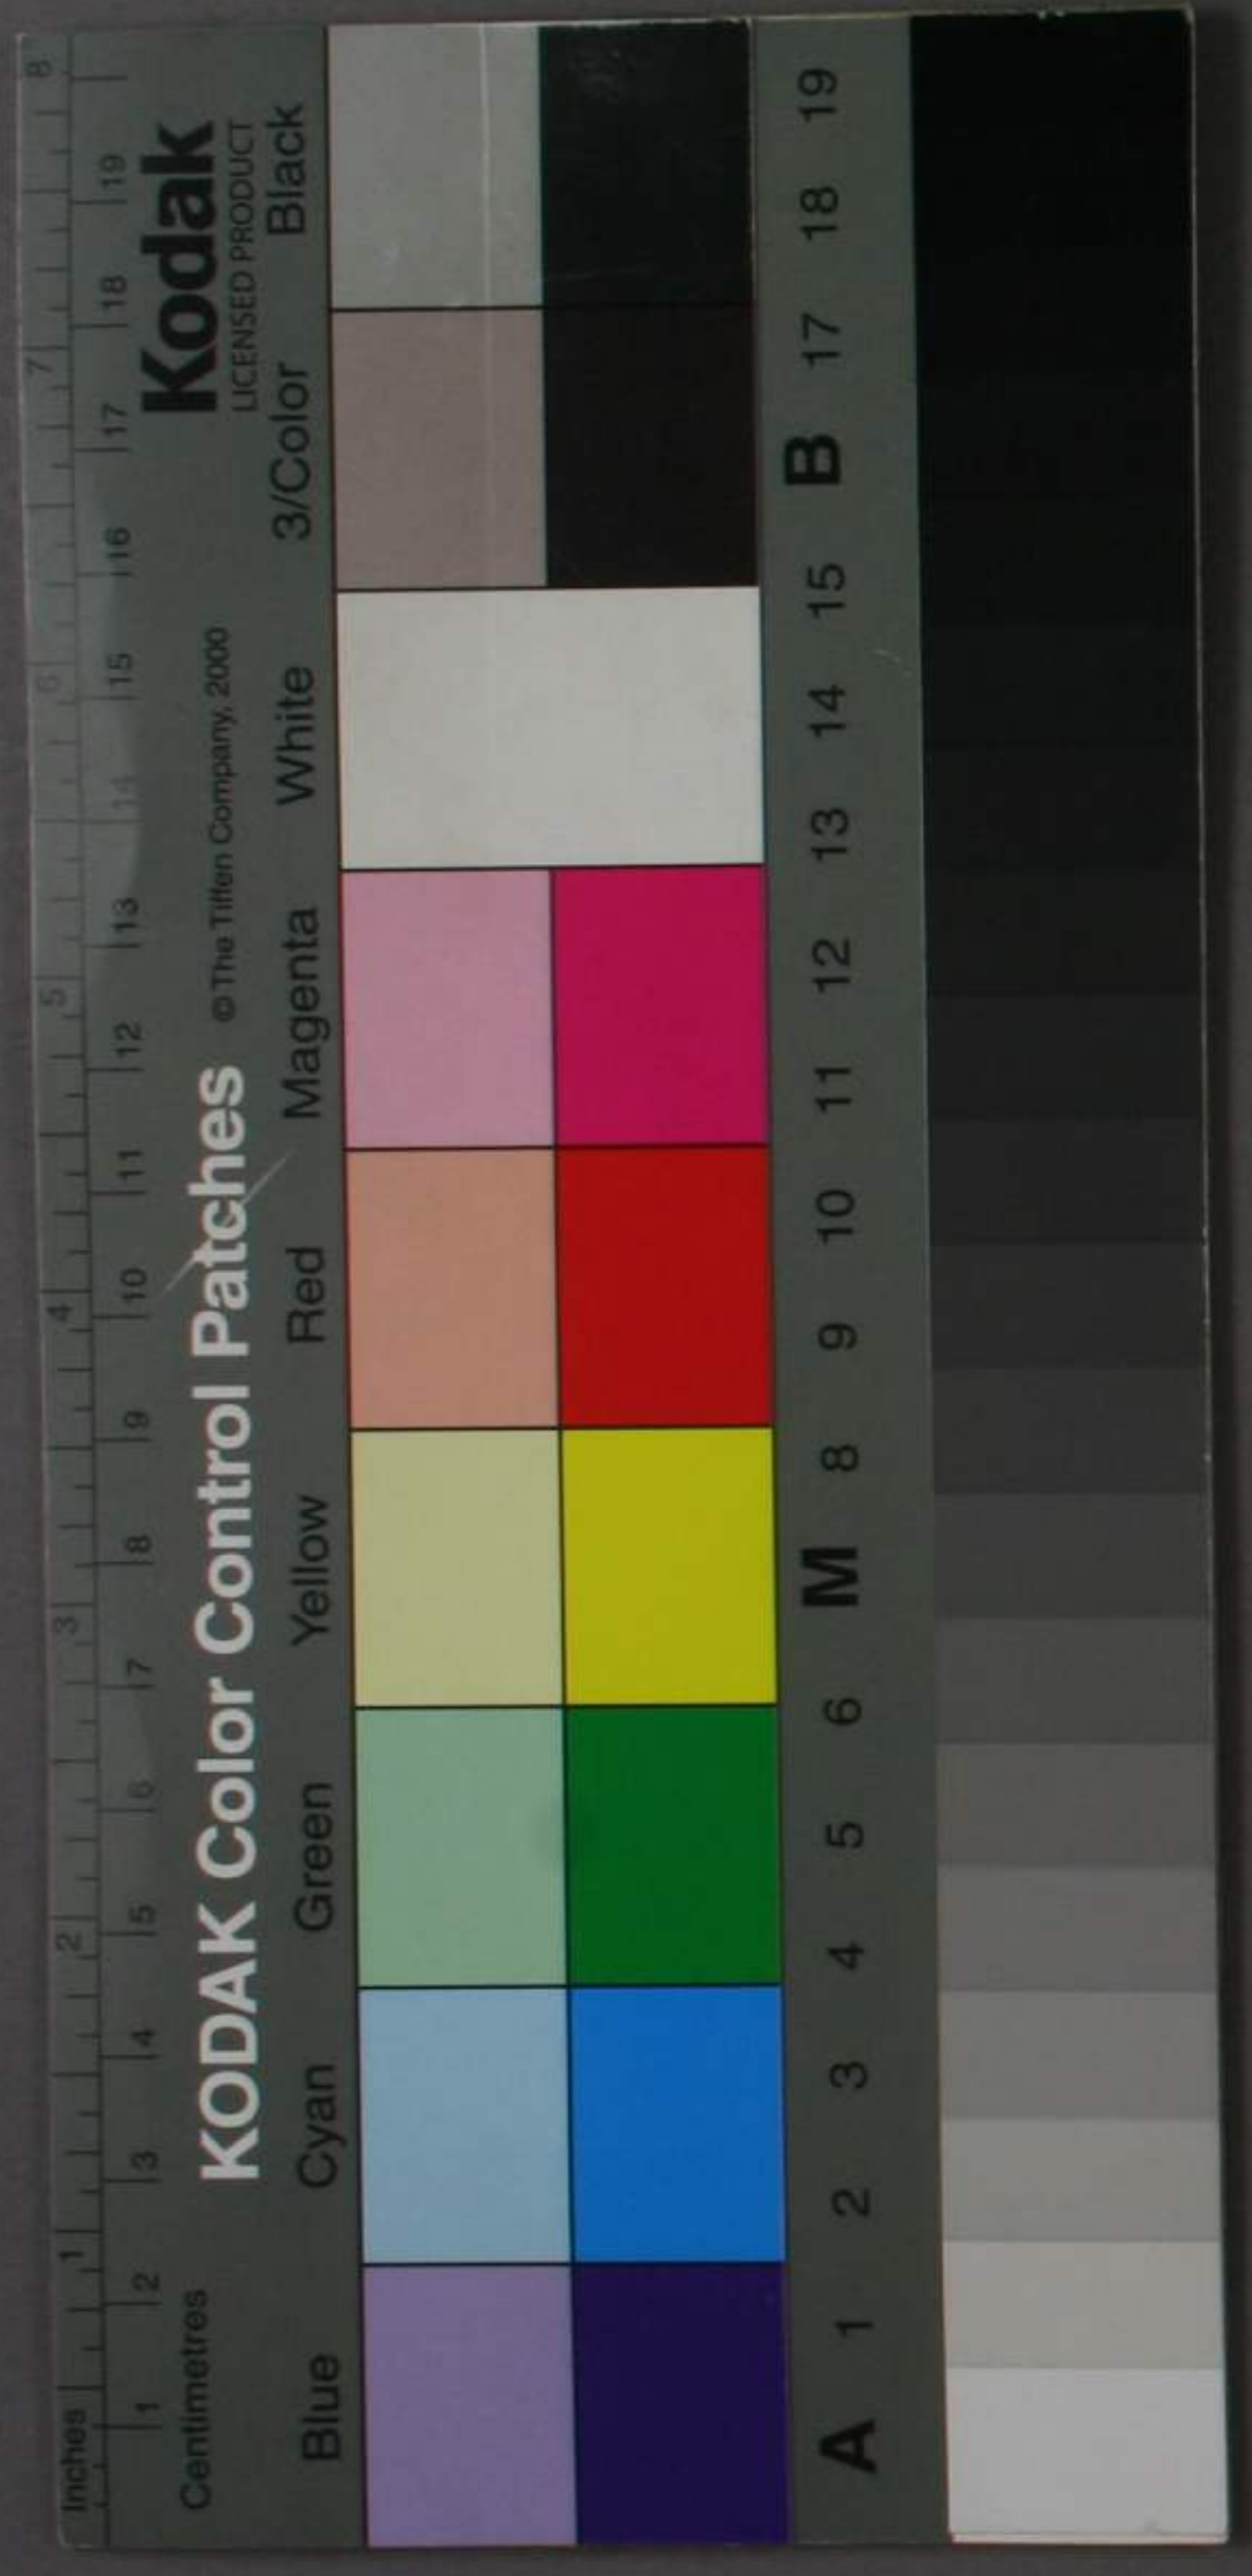 Inches 1 2 3 4 5 6 7 8
Centimetres 1 2 3 4 5 6 7 8 9 10 11 12 13 14 15 16 17 18 19
KODAK Color Control Patches © The Tiffen Company, 2000
Kodak
LICENSED PRODUCT
Blue Cyan Green Yellow Red Magenta White 3/Color Black
A 1 2 3 4 5 6 M 8 9 10 11 12 13 14 15 B 17 18 19